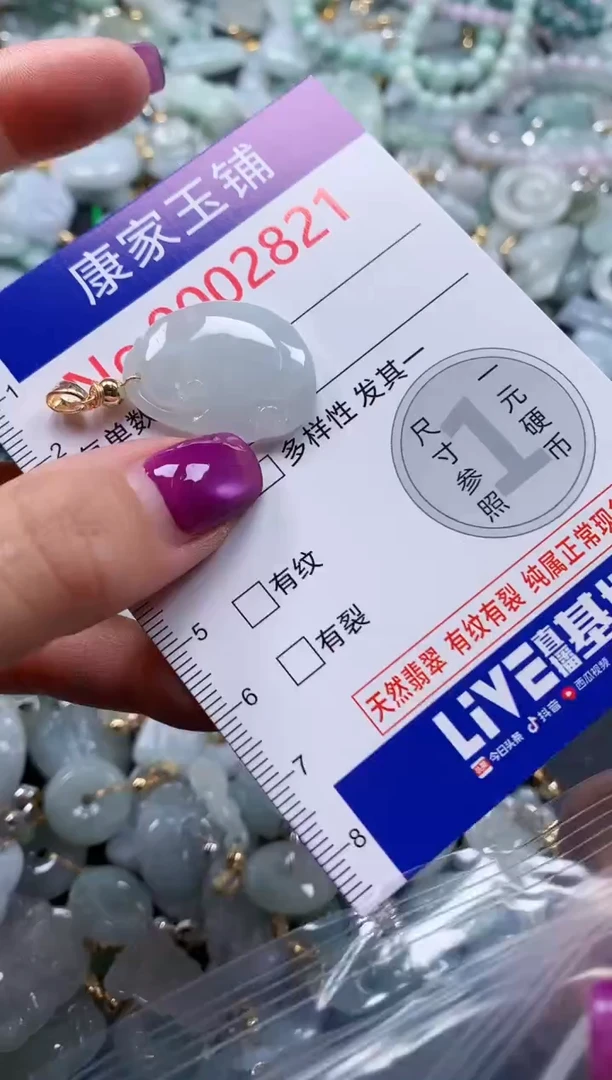 康家玉铺
No 0002821
有单数
多样性 发其一
一元硬币
1
尺寸参照
有纹
有裂
天然翡翠 有纹有裂 纯属正常现
LiVE直播基
今日头条 抖音 西瓜视频
1
2
5
6
7
8